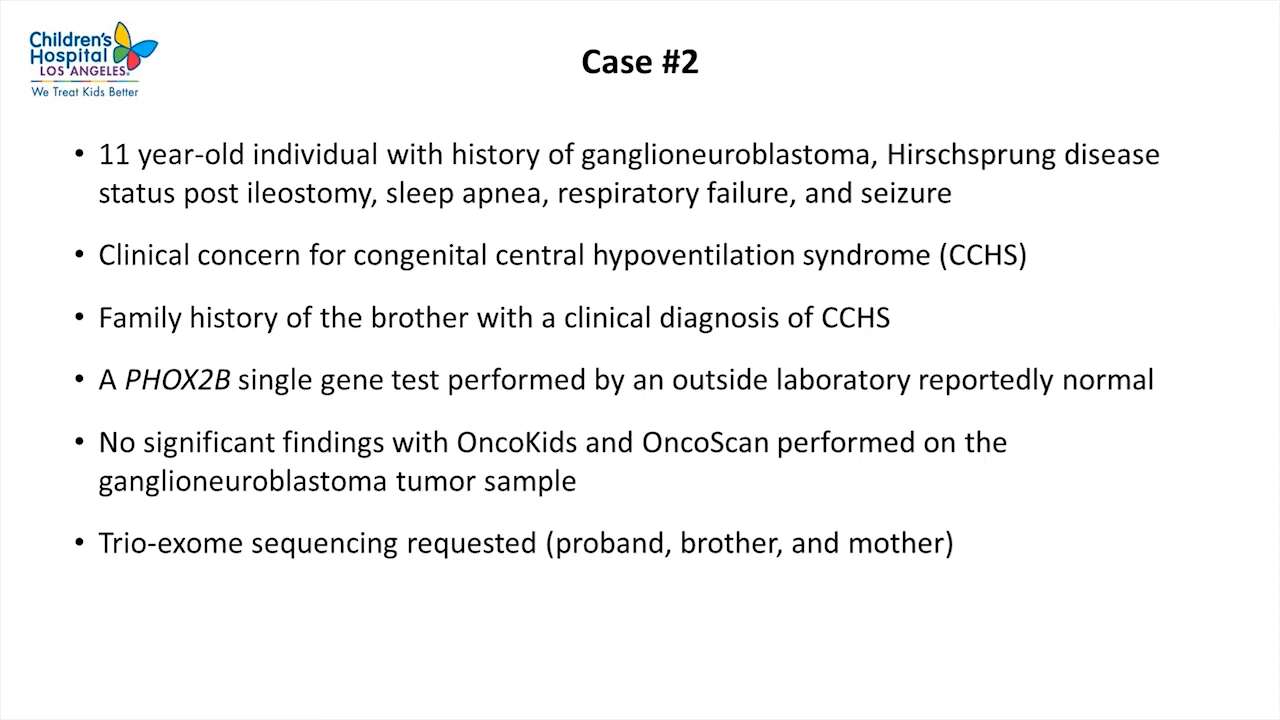 Children's
Hospital
LOS ANGELES®
We Treat Kids Better
Case #2
• 11 year-old individual with history of ganglioneuroblastoma, Hirschsprung disease
status post ileostomy, sleep apnea, respiratory failure, and seizure
• Clinical concern for congenital central hypoventilation syndrome (CCHS)
• Family history of the brother with a clinical diagnosis of CCHS
• A PHOX2B single gene test performed by an outside laboratory reportedly normal
• No significant findings with OncoKids and OncoScan performed on the
ganglioneuroblastoma tumor sample
• Trio-exome sequencing requested (proband, brother, and mother)